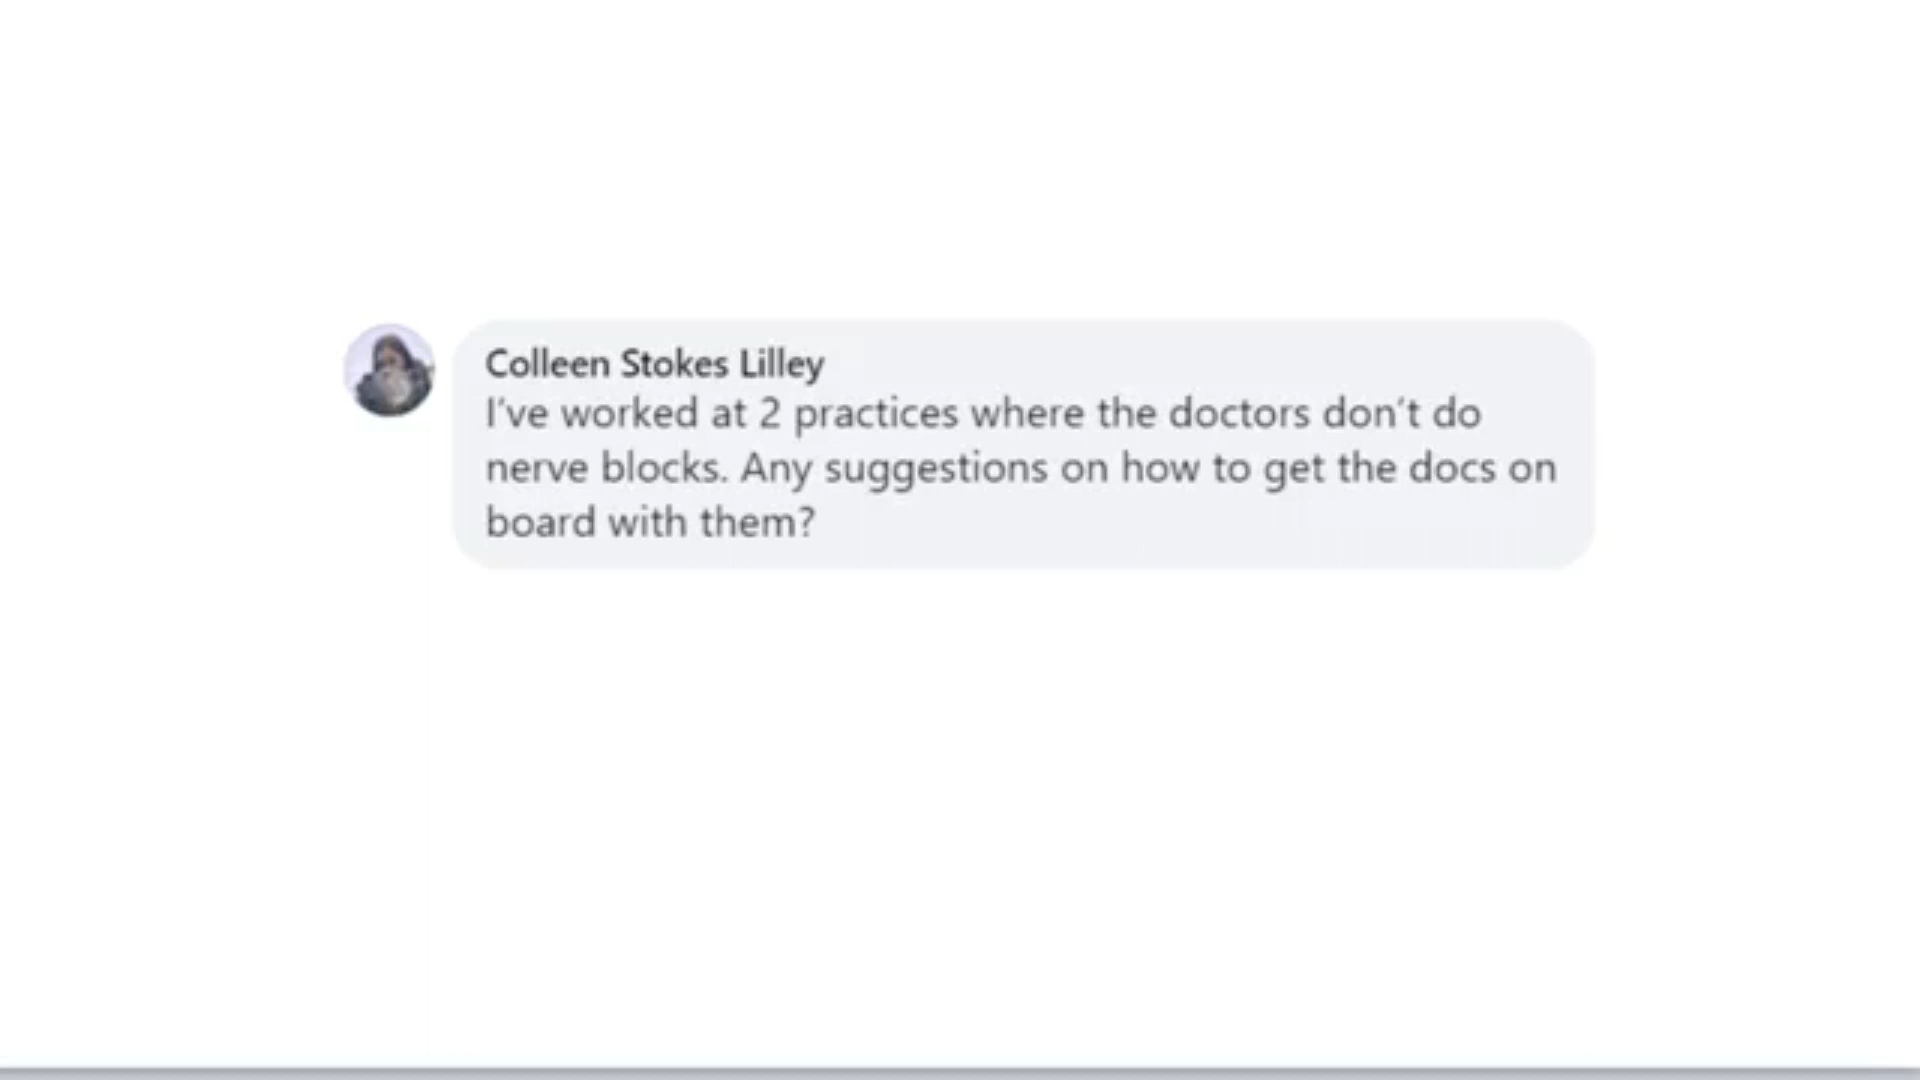 Colleen Stokes Lilley
I’ve worked at 2 practices where the doctors don’t do
nerve blocks. Any suggestions on how to get the docs on
board with them?